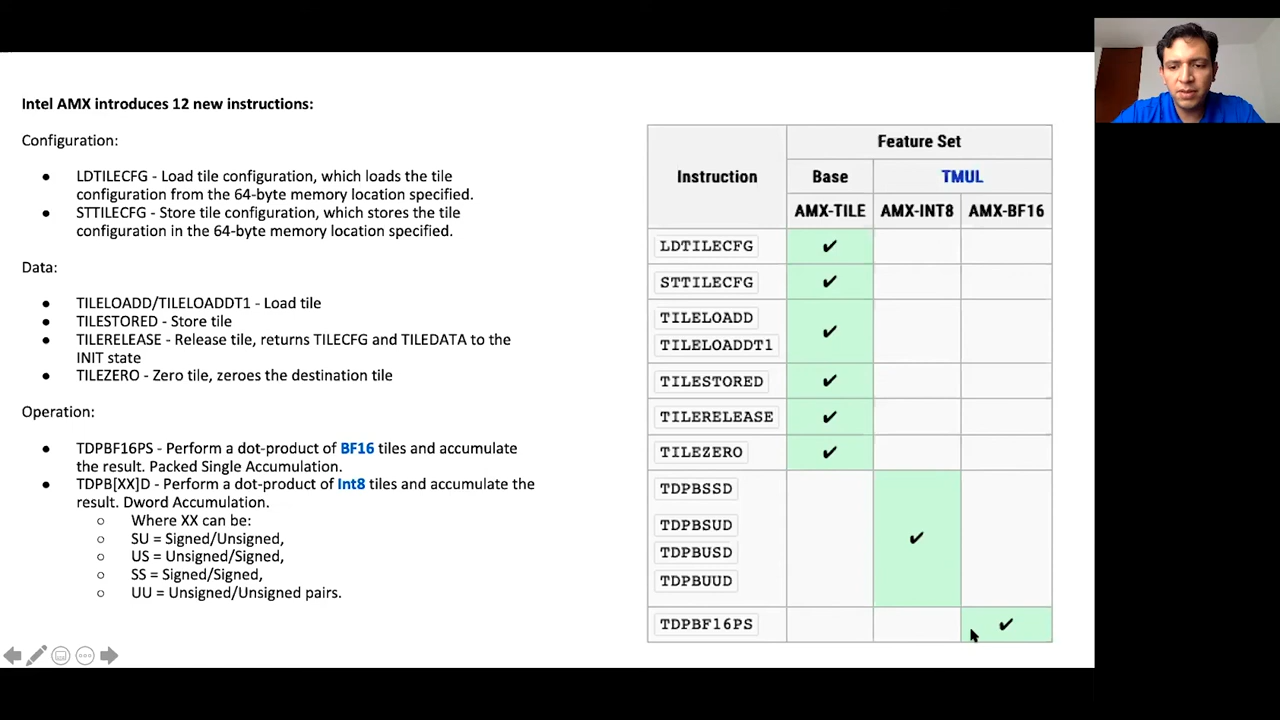 Intel AMX introduces 12 new instructions:
Configuration:
● LDTILECFG - Load tile configuration, which loads the tile
configuration from the 64-byte memory location specified.
● STTILECFG - Store tile configuration, which stores the tile
configuration in the 64-byte memory location specified.
Data:
● TILELOADD/TILELOADDT1 - Load tile
● TILESTORED - Store tile
● TILERELEASE - Release tile, returns TILECFG and TILEDATA to the
INIT state
● TILEZERO - Zero tile, zeroes the destination tile
Operation:
● TDPBF16PS - Perform a dot-product of BF16 tiles and accumulate
the result. Packed Single Accumulation.
● TDPB[XX]D - Perform a dot-product of Int8 tiles and accumulate the
result. Dword Accumulation.
○ Where XX can be:
○ SU = Signed/Unsigned,
○ US = Unsigned/Signed,
○ SS = Signed/Signed,
○ UU = Unsigned/Unsigned pairs.
Feature Set
Instruction Base TMUL
AMX-TILE AMX-INT8 AMX-BF16
LDTILECFG ✔
STTILECFG ✔
TILELOADD
✔
TILELOADDT1
TILESTORED ✔
TILERELEASE ✔
TILEZERO ✔
TDPBSSD
TDPBSUD
✔
TDPBUSD
TDPBUUD
TDPBF16PS ✔